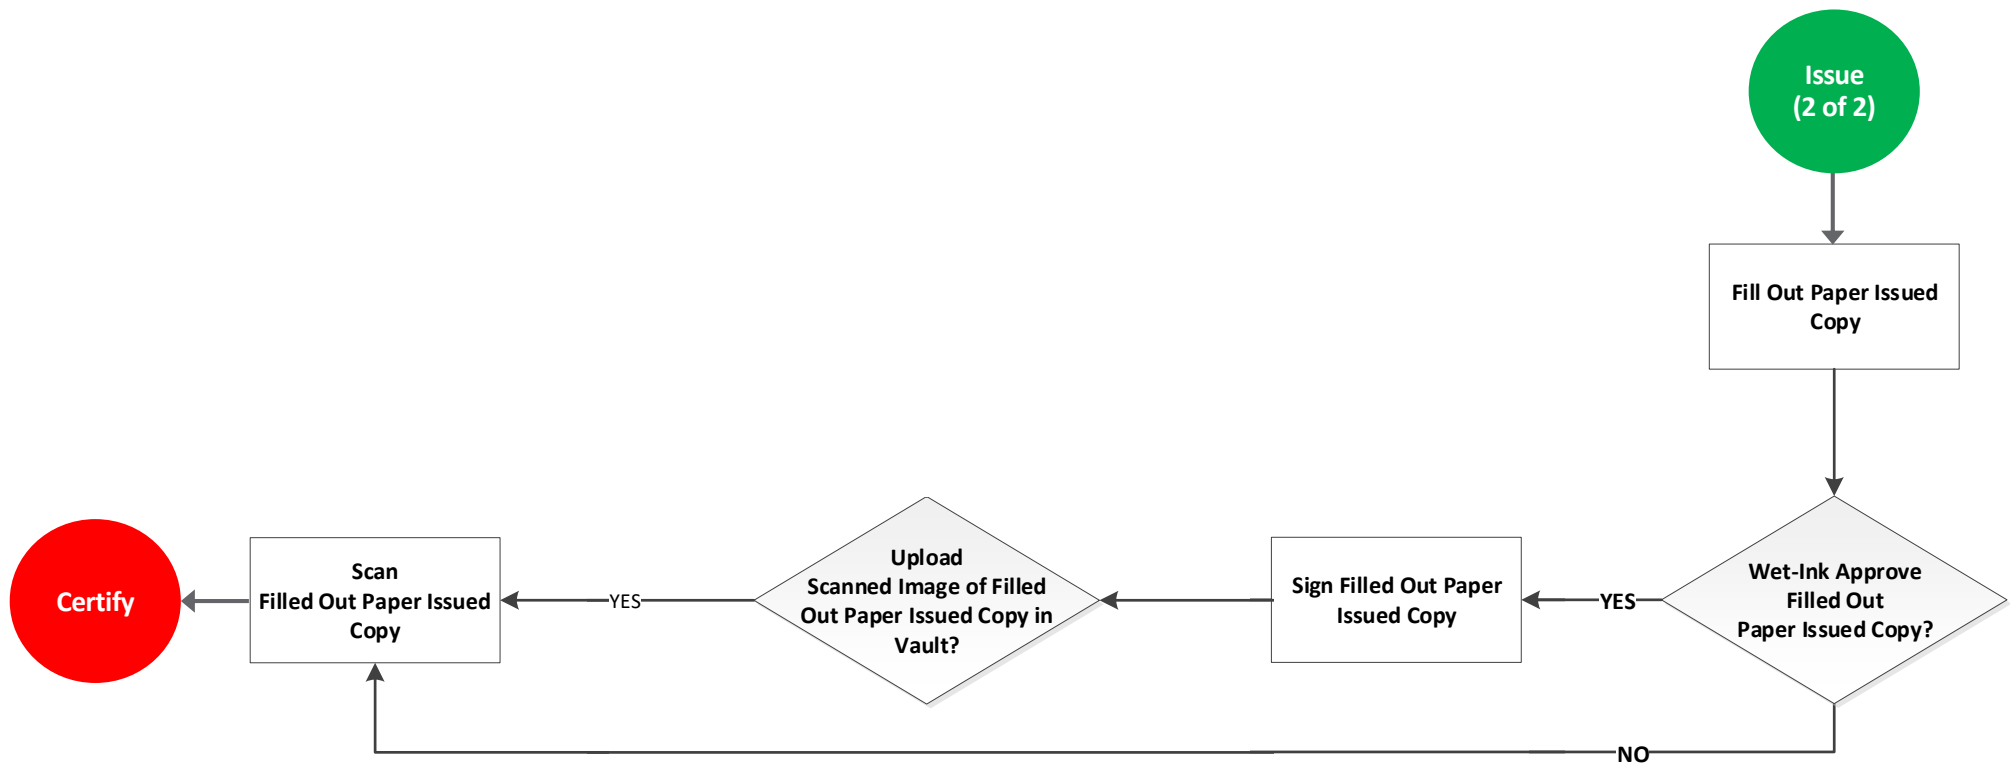 Issue
(2 of 2)
Fill Out Paper Issued
Copy
Wet-Ink Approve
Filled Out
Paper Issued Copy?
YES
NO
Sign Filled Out Paper
Issued Copy
Upload
Scanned Image of Filled
Out Paper Issued Copy in
Vault?
YES
Scan
Filled Out Paper Issued
Copy
Certify